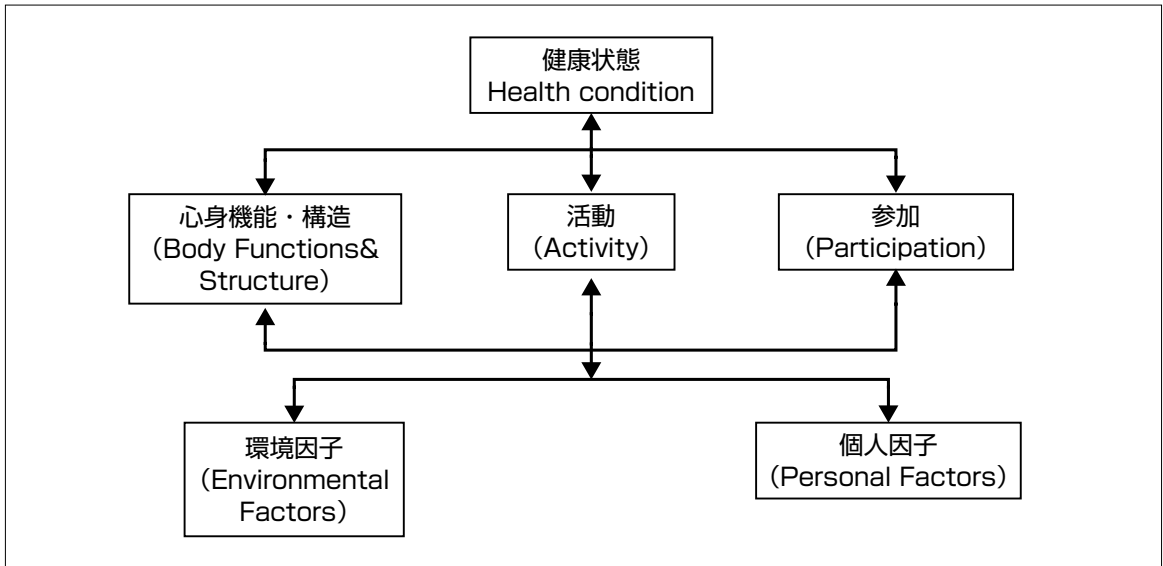 健康状態
Health condition
心身機能・構造
（Body Functions&
Structure）
活動
（Activity）
参加
（Participation）
環境因子
（Environmental
Factors）
個人因子
（Personal Factors）